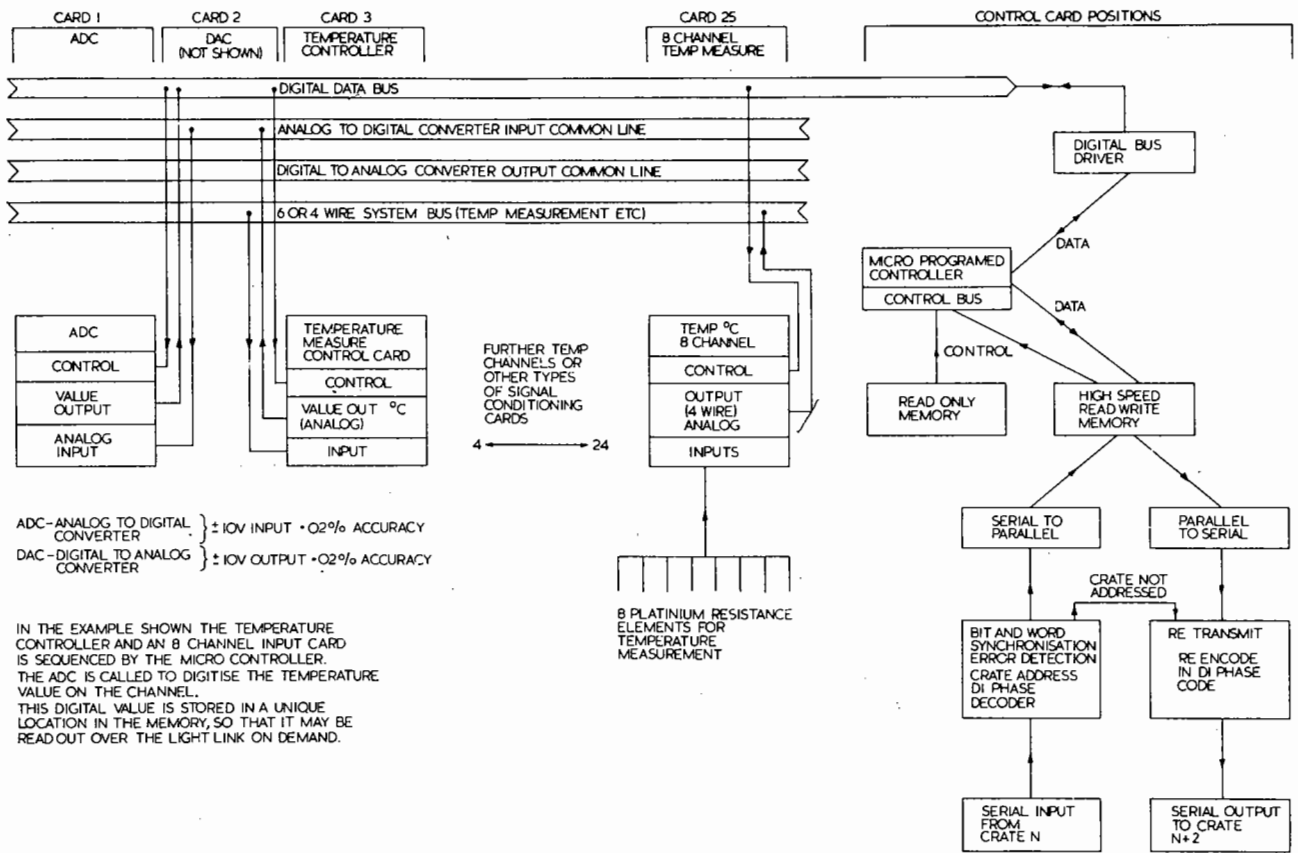 CARD 1
ADC
CARD 2
DAC
(NOT SHOWN)
CARD 3
TEMPERATURE
CONTROLLER
CARD 25
8 CHANNEL
TEMP MEASURE
CONTROL CARD POSITIONS
DIGITAL DATA BUS
ANALOG TO DIGITAL CONVERTER INPUT COMMON LINE
DIGITAL TO ANALOG CONVERTER OUTPUT COMMON LINE
6 OR 4 WIRE SYSTEM BUS (TEMP MEASUREMENT ETC)
DIGITAL BUS
DRIVER
DATA
MICRO PROGRAMED
CONTROLLER
CONTROL BUS
DATA
CONTROL
READ ONLY
MEMORY
HIGH SPEED
READ WRITE
MEMORY
ADC
CONTROL
VALUE
OUTPUT
ANALOG
INPUT
TEMPERATURE
MEASURE
CONTROL CARD
CONTROL
VALUE OUT °C
(ANALOG)
INPUT
FURTHER TEMP
CHANNELS OR
OTHER TYPES
OF SIGNAL
CONDITIONING
CARDS
4 24
TEMP °C
8 CHANNEL
CONTROL
OUTPUT
(4 WIRE)
ANALOG
INPUTS
SERIAL TO
PARALLEL
PARALLEL
TO SERIAL
CRATE NOT
ADDRESSED
BIT AND WORD
SYNCHRONISATION
ERROR DETECTION
CRATE ADDRESS
DI PHASE
DECODER
RE TRANSMIT
RE ENCODE
IN DI PHASE
CODE
SERIAL INPUT
FROM
CRATE N
SERIAL OUTPUT
TO CRATE
N+2
8 PLATINIUM RESISTANCE
ELEMENTS FOR
TEMPERATURE
MEASUREMENT
ADC-ANALOG TO DIGITAL
CONVERTER } ± 10V INPUT ·02% ACCURACY
DAC-DIGITAL TO ANALOG
CONVERTER } ± 10V OUTPUT ·02% ACCURACY
IN THE EXAMPLE SHOWN THE TEMPERATURE
CONTROLLER AND AN 8 CHANNEL INPUT CARD
IS SEQUENCED BY THE MICRO CONTROLLER.
THE ADC IS CALLED TO DIGITISE THE TEMPERATURE
VALUE ON THE CHANNEL.
THIS DIGITAL VALUE IS STORED IN A UNIQUE
LOCATION IN THE MEMORY, SO THAT IT MAY BE
READ OUT OVER THE LIGHT LINK ON DEMAND.